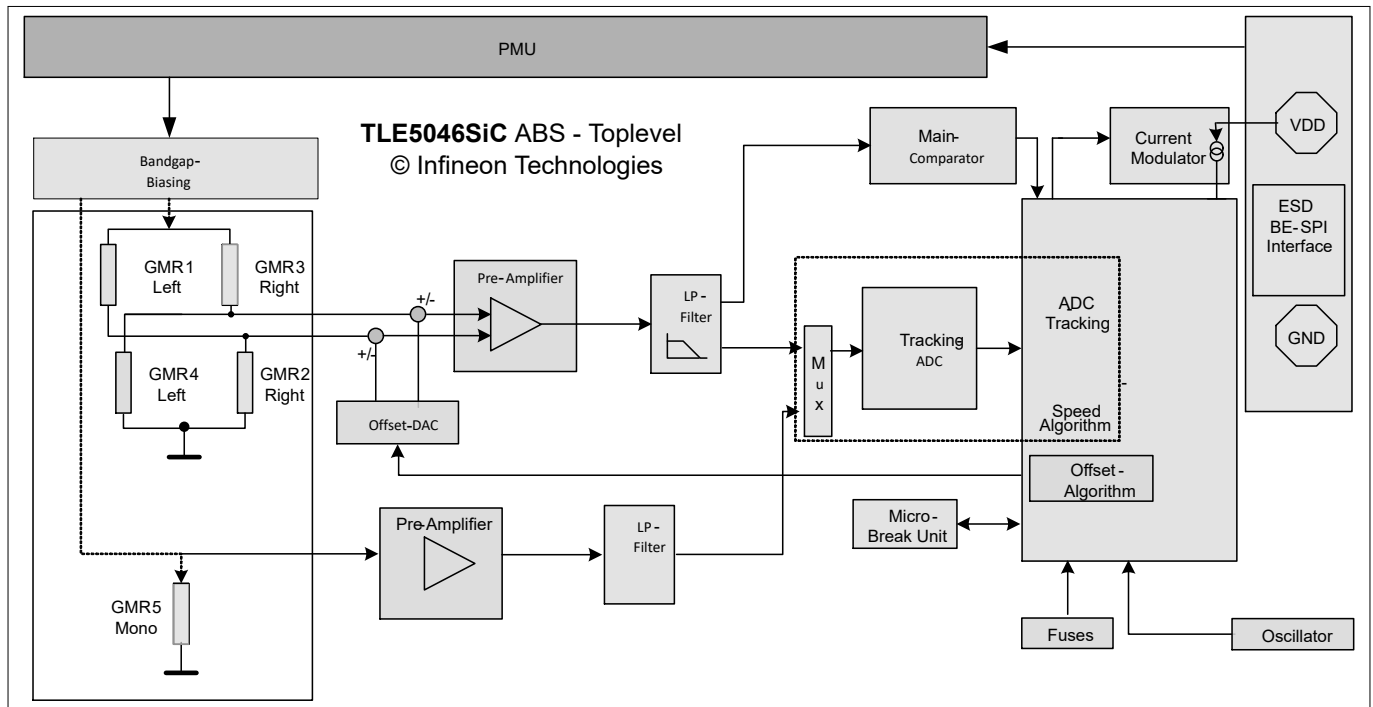 PMU
TLE5046SiC ABS - Toplevel
© Infineon Technologies
Bandgap-
Biasing
GMR1
Left
GMR3
Right
GMR4
Left
GMR2
Right
+/-
+/-
Pre-Amplifier
LP-
Filter
Offset-DAC
Main-
Comparator
Current
Modulator
VDD
ESD
BE-SPI
Interface
GND
M
u
x
Tracking
ADC
ADC
Tracking
-
Speed
Algorithm
Offset-
Algorithm
Micro-
Break Unit
Pre-Amplifier
LP-
Filter
GMR5
Mono
Fuses
Oscillator